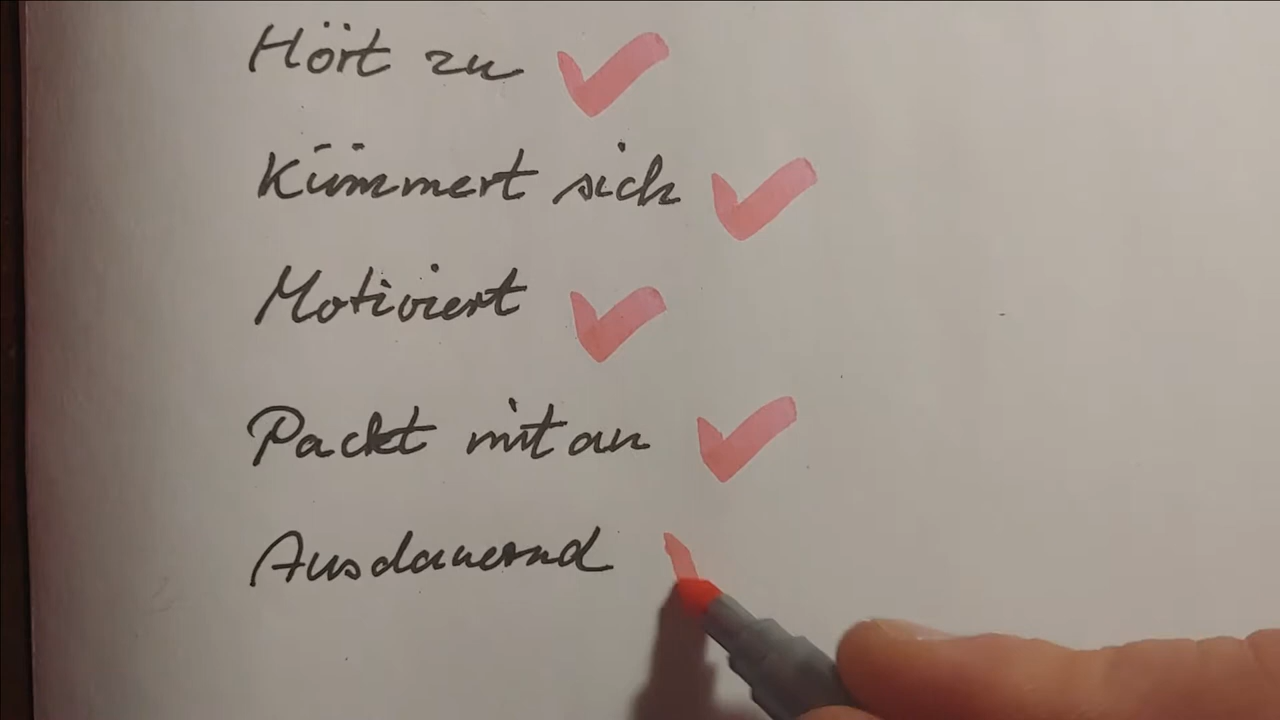 Hört zu
Kümmert sich
Motiviert
Packt mit an
Ausdauernd